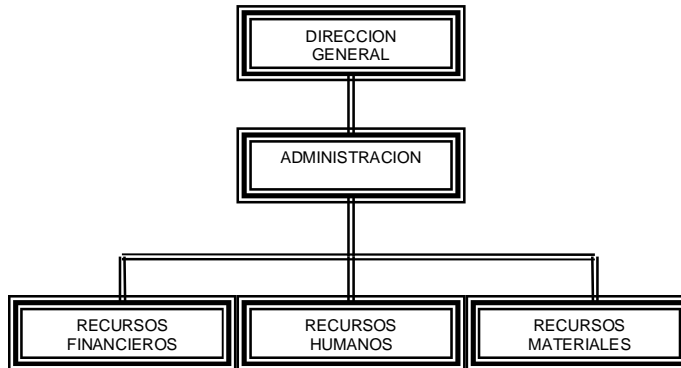 DIRECCION
GENERAL
ADMINISTRACION
RECURSOS
FINANCIEROS
RECURSOS
HUMANOS
RECURSOS
MATERIALES